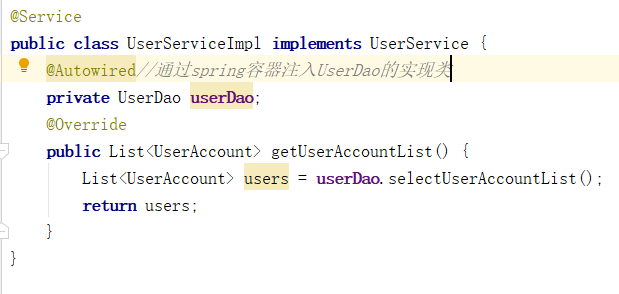 @Service
public class UserServiceImpl implements UserService {
@Autowired//通过spring容器注入UserDao的实现类
private UserDao userDao;
@Override
public List<UserAccount> getUserAccountList() {
List<UserAccount> users = userDao.selectUserAccountList();
return users;
}
}